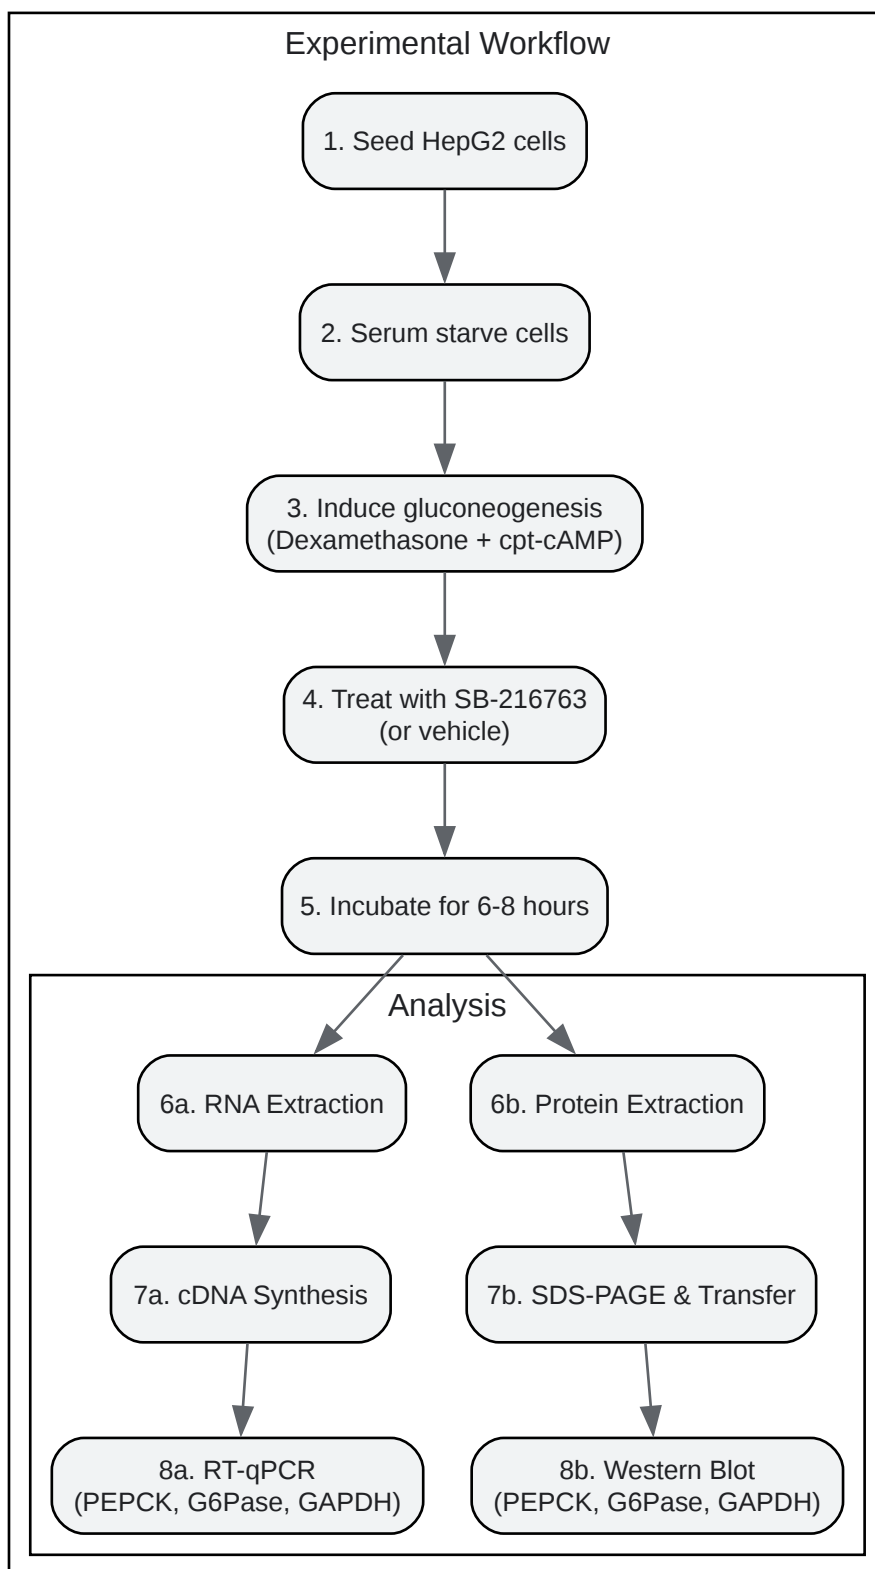 Experimental Workflow
1. Seed HepG2 cells
2. Serum starve cells
3. Induce gluconeogenesis
(Dexamethasone + cpt-cAMP)
4. Treat with SB-216763
(or vehicle)
5. Incubate for 6-8 hours
Analysis
6a. RNA Extraction
6b. Protein Extraction
7a. cDNA Synthesis
7b. SDS-PAGE & Transfer
8a. RT-qPCR
(PEPCK, G6Pase, GAPDH)
8b. Western Blot
(PEPCK, G6Pase, GAPDH)